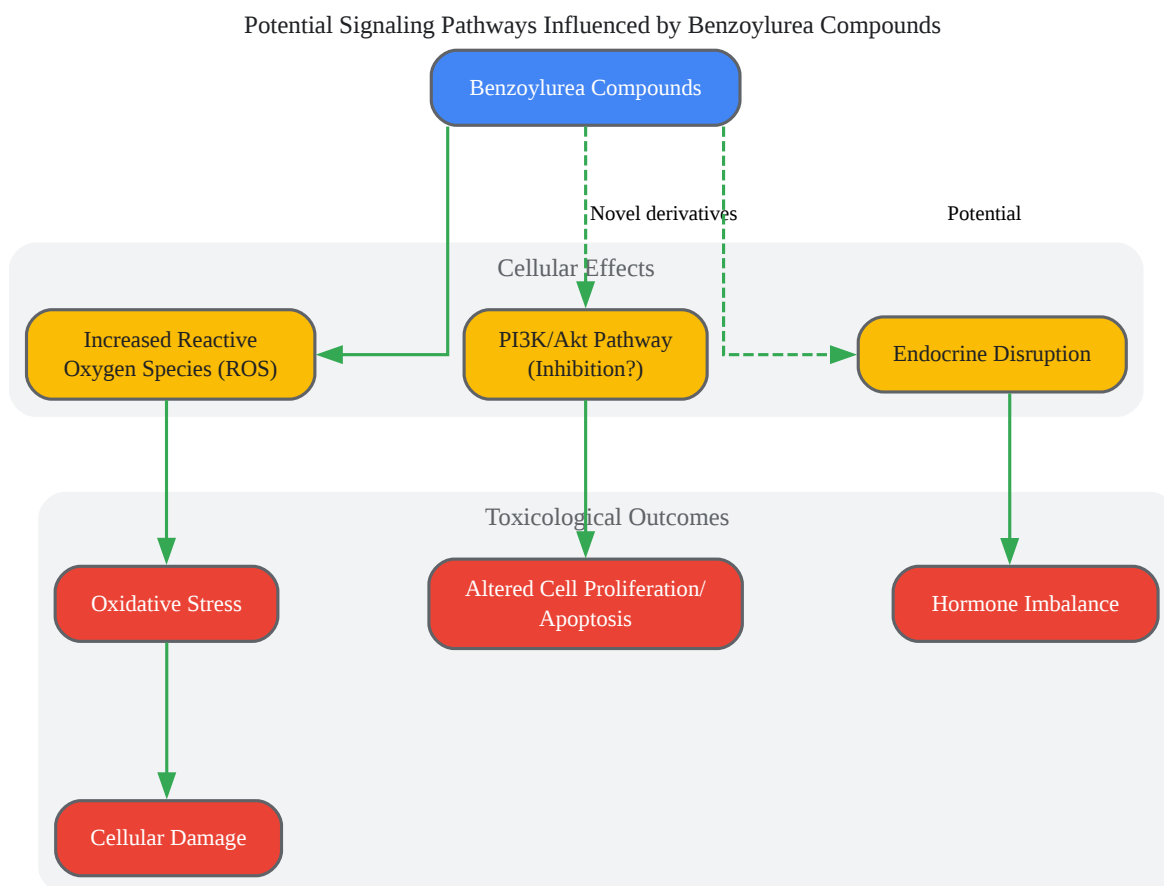 Potential Signaling Pathways Influenced by Benzoylurea Compounds
Benzoylurea Compounds
Novel derivatives
Potential
Cellular Effects
Increased Reactive
Oxygen Species (ROS)
PI3K/Akt Pathway
(Inhibition?)
Endocrine Disruption
Toxicological Outcomes
Oxidative Stress
Altered Cell Proliferation/
Apoptosis
Hormone Imbalance
Cellular Damage